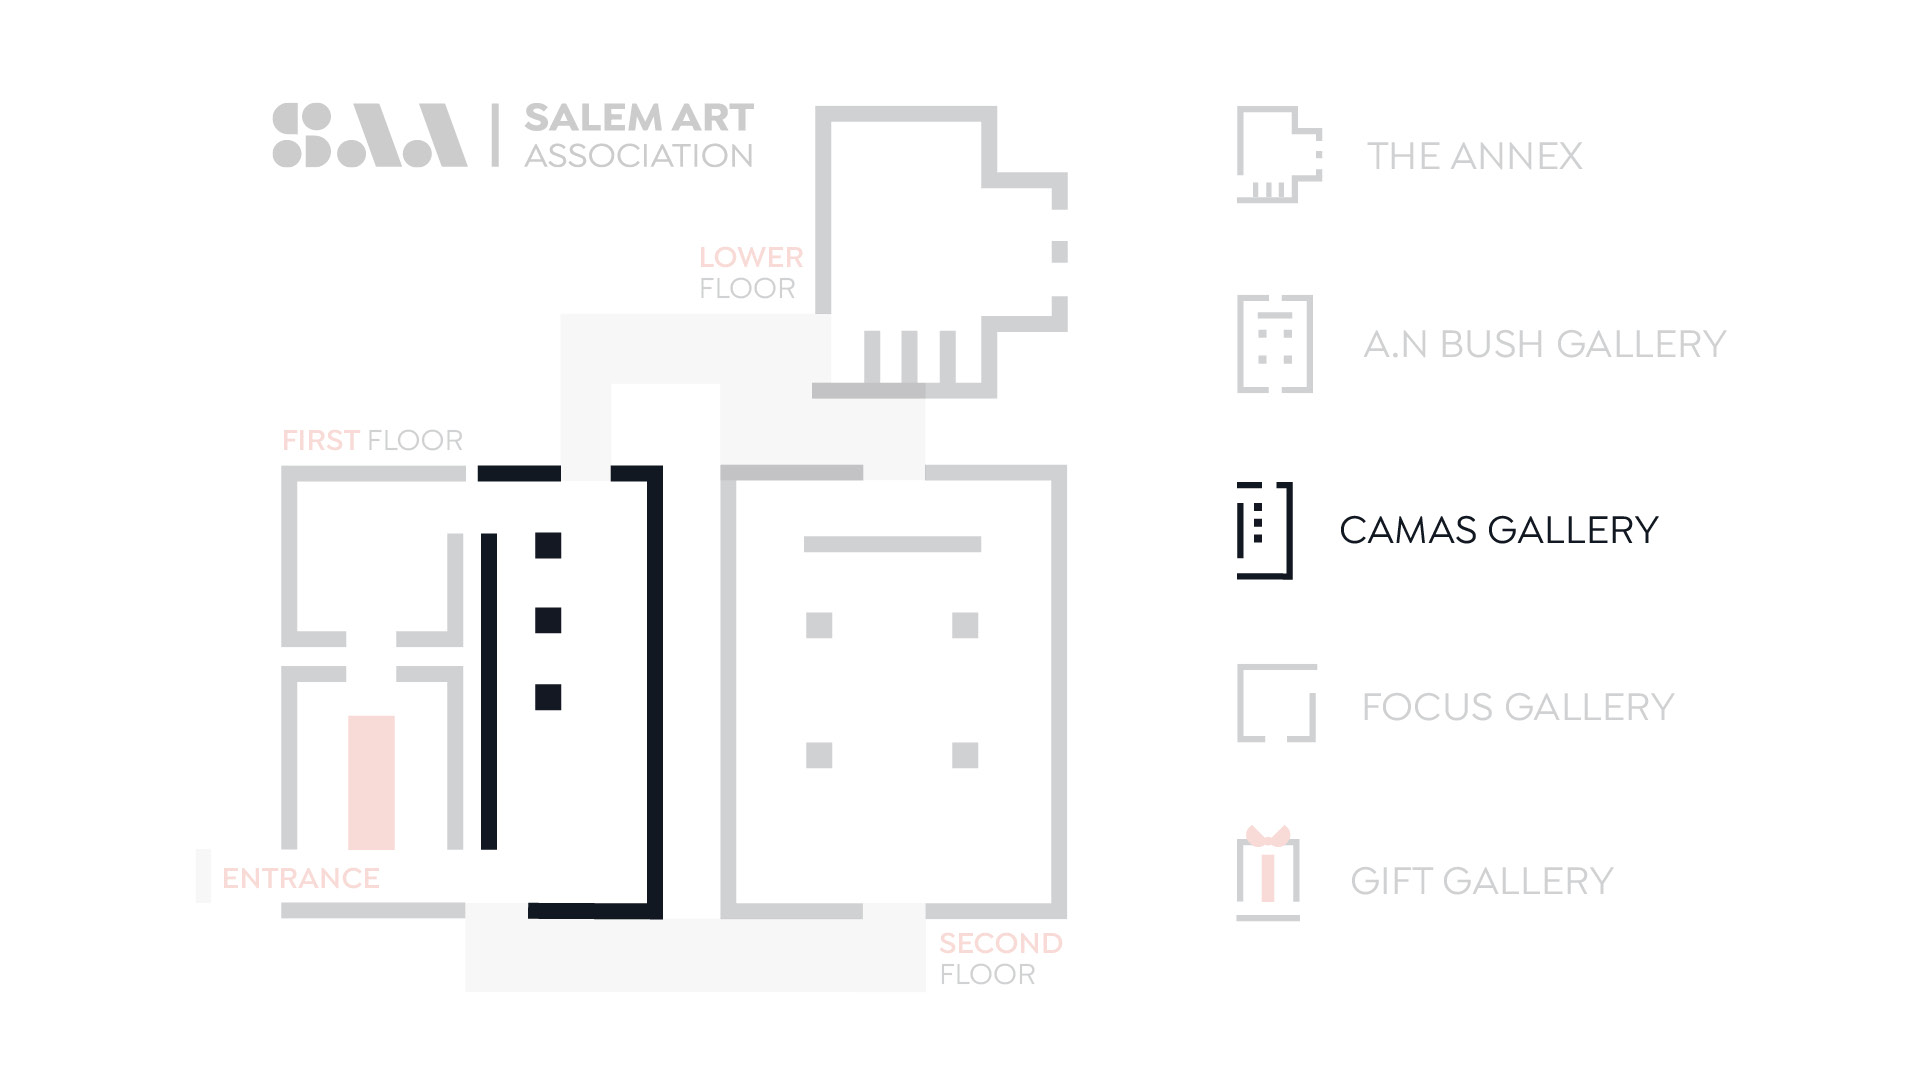 SAA
SALEM ART
ASSOCIATION
LOWER
FLOOR
FIRST FLOOR
ENTRANCE
SECOND
FLOOR
THE ANNEX
A.N BUSH GALLERY
CAMAS GALLERY
FOCUS GALLERY
GIFT GALLERY